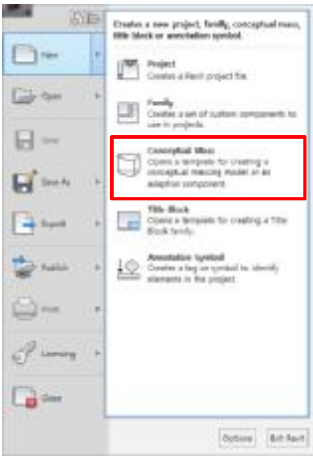 Creates a new project, family, conceptual mass,
title block or annotation symbol.
New
Project
Creates a Revit project file.
Open
Family
Creates a set of custom components to
use in projects.
Save
Conceptual Mass
Opens a template for creating a
conceptual massing model or an
adaptive component.
Save As
Title Block
Opens a template for creating a Title
Block family.
Export
Publish
Annotation Symbol
Creates a tag or symbol to identify
elements in the project.
Print
Licensing
Close
Options
Exit Revit